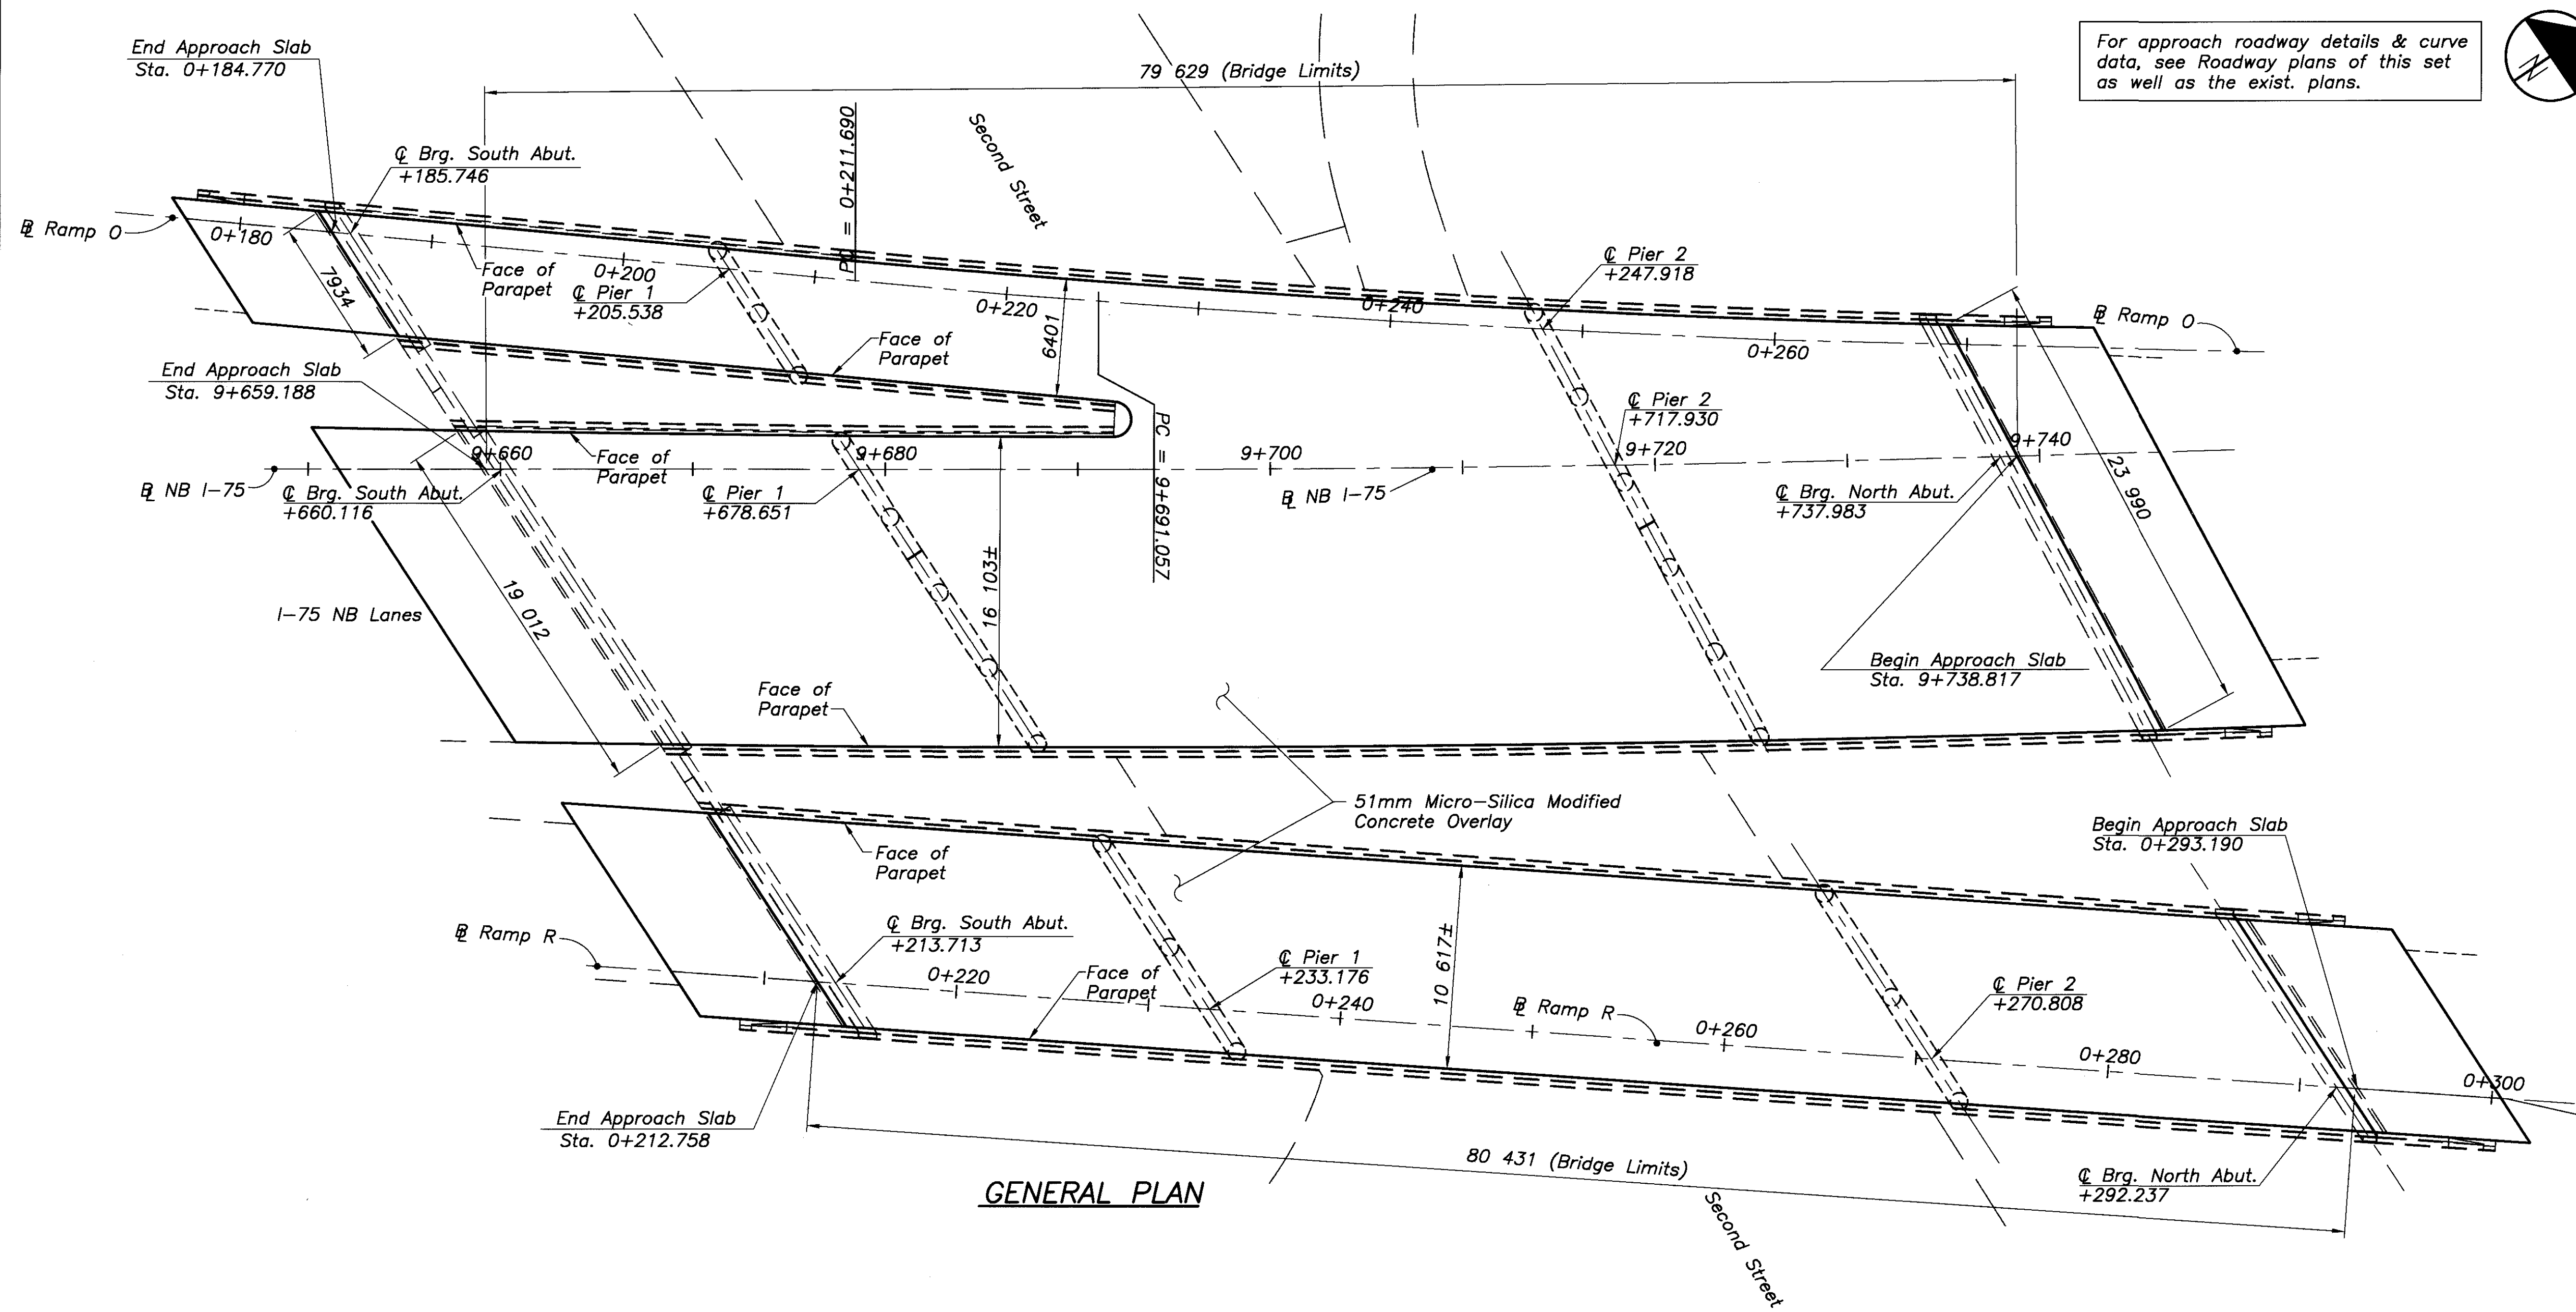 For approach roadway details & curve
data, see Roadway plans of this set
as well as the exist. plans.
N
End Approach Slab
Sta. 0+184.770
79 629 (Bridge Limits)
℄ Brg. South Abut.
+185.746
PC = 0+211.690
Second Street
℄ Pier 2
+247.918
BL Ramp O
0+180
Face of
Parapet
0+200
℄ Pier 1
+205.538
0+220
0+240
0+260
BL Ramp O
7934
6401
Face of
Parapet
End Approach Slab
Sta. 9+659.188
℄ Pier 2
+717.930
9+660
Face of
Parapet
9+680
9+700
9+720
9+740
PC = 9+691.057
23 990
BL NB I-75
℄ Brg. South Abut.
+660.116
℄ Pier 1
+678.651
BL NB I-75
℄ Brg. North Abut.
+737.983
16 103±
19 012
I-75 NB Lanes
Begin Approach Slab
Sta. 9+738.817
Face of
Parapet
51mm Micro-Silica Modified
Concrete Overlay
Begin Approach Slab
Sta. 0+293.190
Face of
Parapet
BL Ramp R
℄ Brg. South Abut.
+213.713
0+220
Face of
Parapet
℄ Pier 1
+233.176
0+240
10 617±
BL Ramp R
0+260
℄ Pier 2
+270.808
0+280
0+300
End Approach Slab
Sta. 0+212.758
80 431 (Bridge Limits)
℄ Brg. North Abut.
+292.237
GENERAL PLAN
Second Street